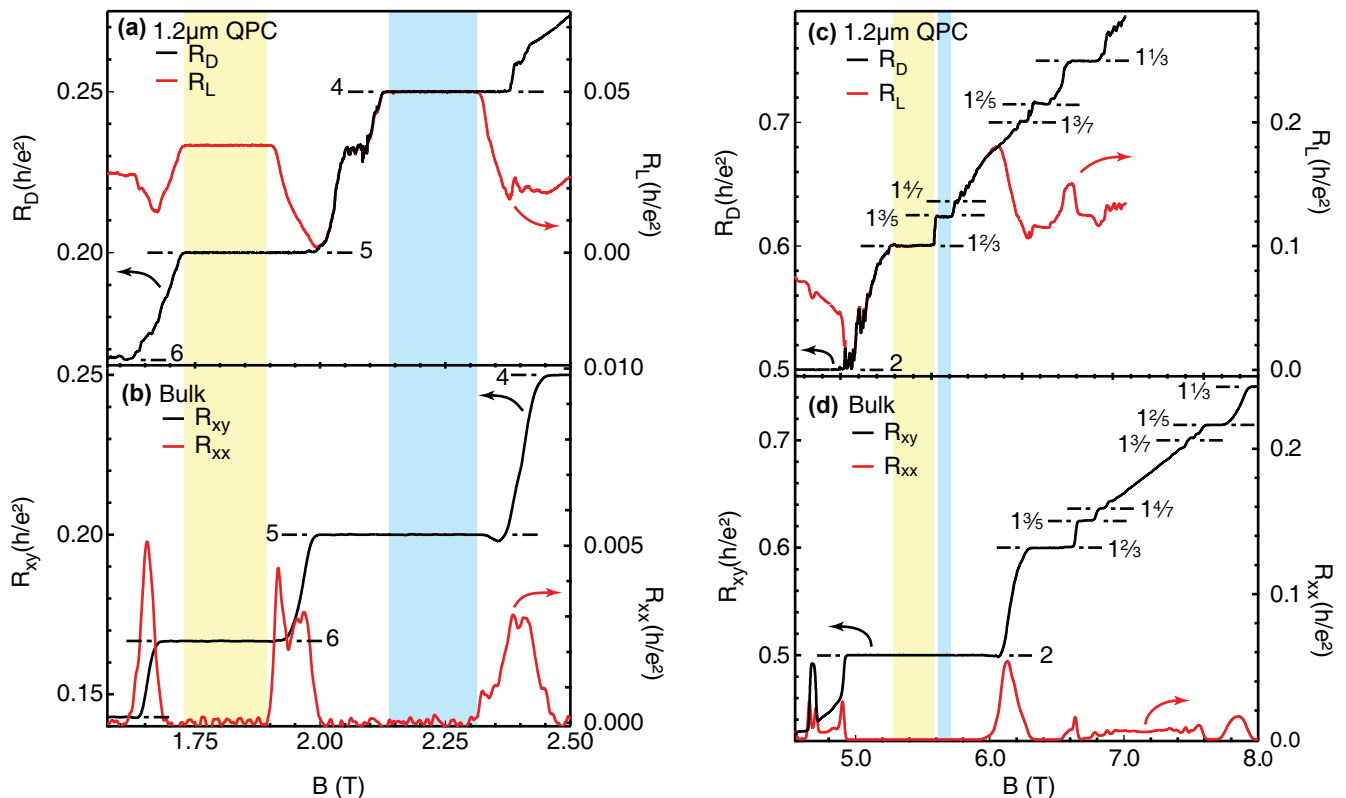 (a) 1.2µm QPC
R_D
R_L
0.25
0.20
R_D(h/e²)
4
5
6
0.05
0.00
R_L(h/e²)
(b) Bulk
R_xy
R_xx
0.25
0.20
0.15
R_xy(h/e²)
4
5
6
0.010
0.005
0.000
R_xx(h/e²)
1.75 2.00 2.25 2.50
B (T)
(c) 1.2µm QPC
R_D
R_L
0.7
0.6
0.5
R_D(h/e²)
1⅓
1⅖
1³⁄₇
1⁴⁄₇
1⅗
1⅔
2
0.2
0.1
0.0
R_L(h/e²)
(d) Bulk
R_xy
R_xx
0.7
0.6
0.5
R_xy(h/e²)
1⅓
1⅖
1³⁄₇
1⁴⁄₇
1⅗
1⅔
2
0.2
0.1
0.0
R_xx(h/e²)
5.0 6.0 7.0 8.0
B (T)